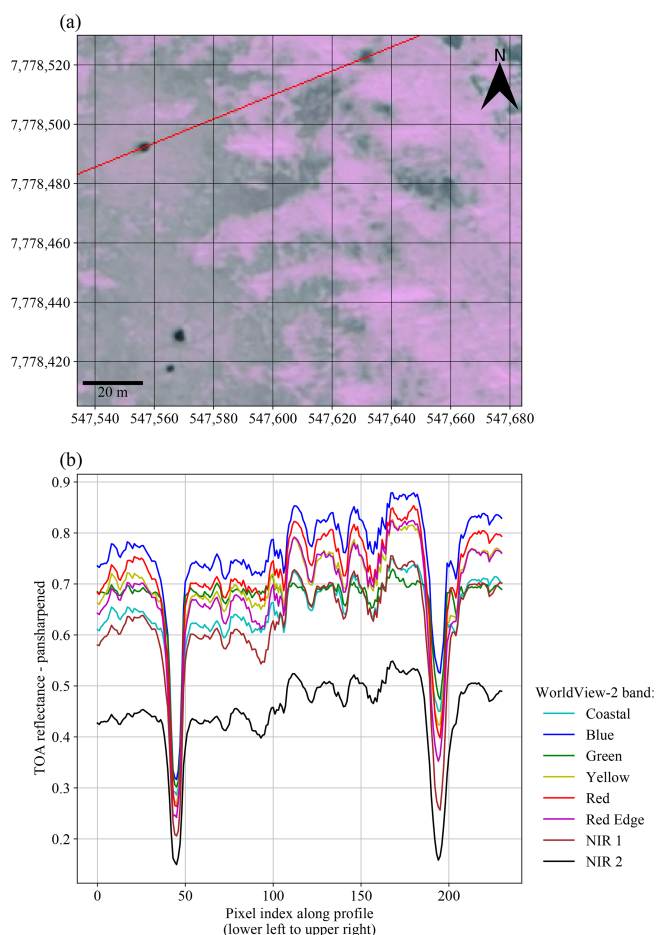 (a)
N
7,778,520
7,778,500
7,778,480
7,778,460
7,778,440
7,778,420
20 m
547,540 547,560 547,580 547,600 547,620 547,640 547,660 547,680
(b)
0.9
0.8
0.7
0.6
0.5
0.4
0.3
0.2
TOA reflectance - pansharpened
0 50 100 150 200
Pixel index along profile
(lower left to upper right)
WorldView-2 band:
Coastal
Blue
Green
Yellow
Red
Red Edge
NIR 1
NIR 2